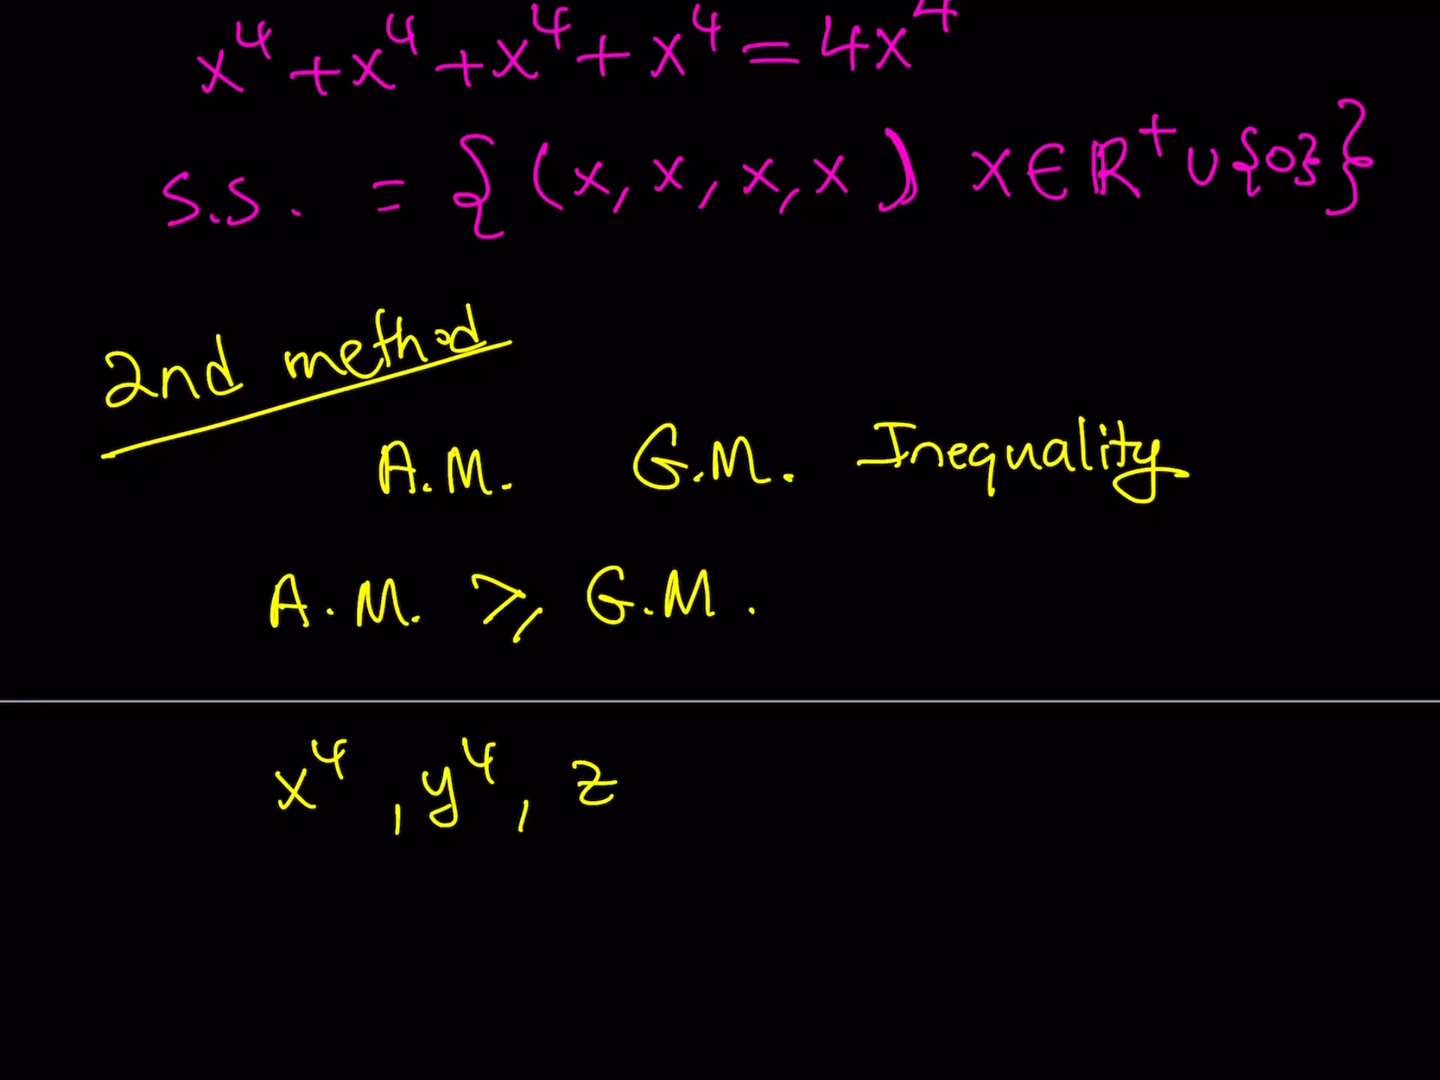 x⁴ + x⁴ + x⁴ + x⁴ = 4x⁴
S.S. = {(x, x, x, x) x ∈ ℝ⁺ ∪ {0}}
2nd method
A.M. G.M. Inequality
A.M. ⩾ G.M.
x⁴, y⁴, z